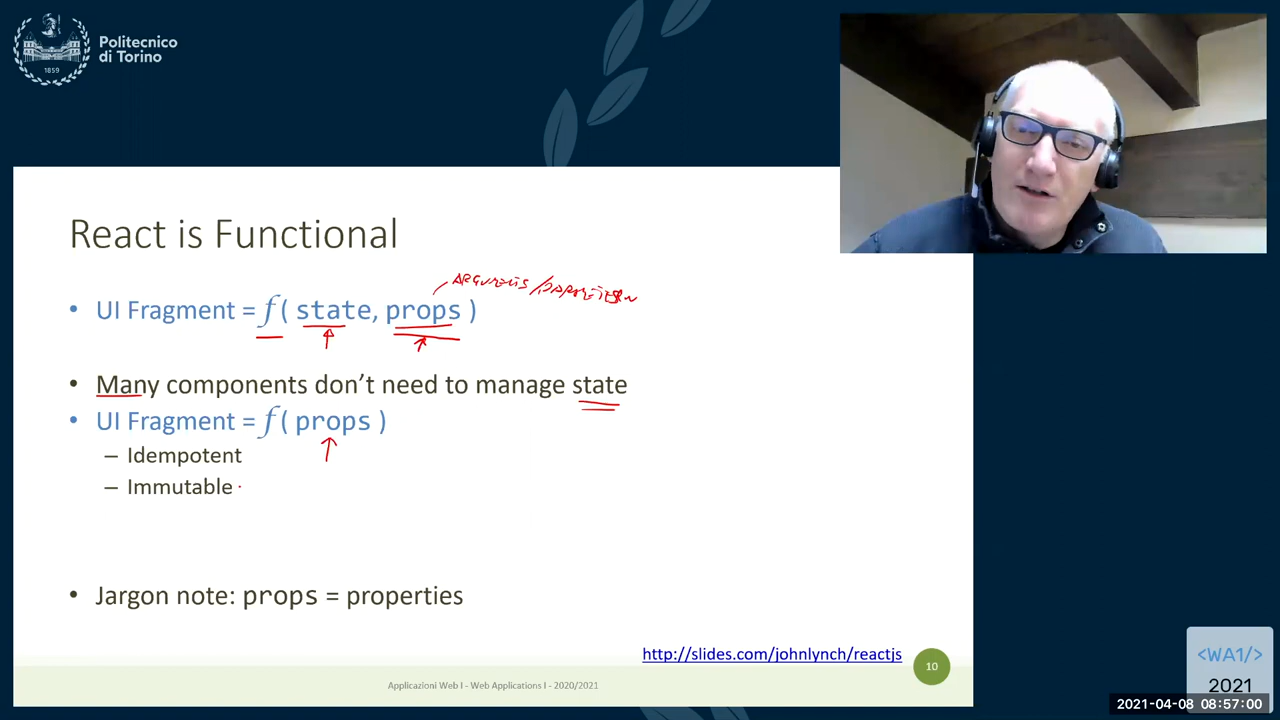 Politecnico
di Torino
1859
React is Functional
ARGUMENTS /
• UI Fragment = f( state, props )
• Many components don't need to manage state
• UI Fragment = f( props )
– Idempotent
– Immutable
• Jargon note: props = properties
http://slides.com/johnlynch/reactjs
10
Applicazioni Web I - Web Applications I - 2020/2021
<WA1/>
2021
2021-04-08 08:57:00